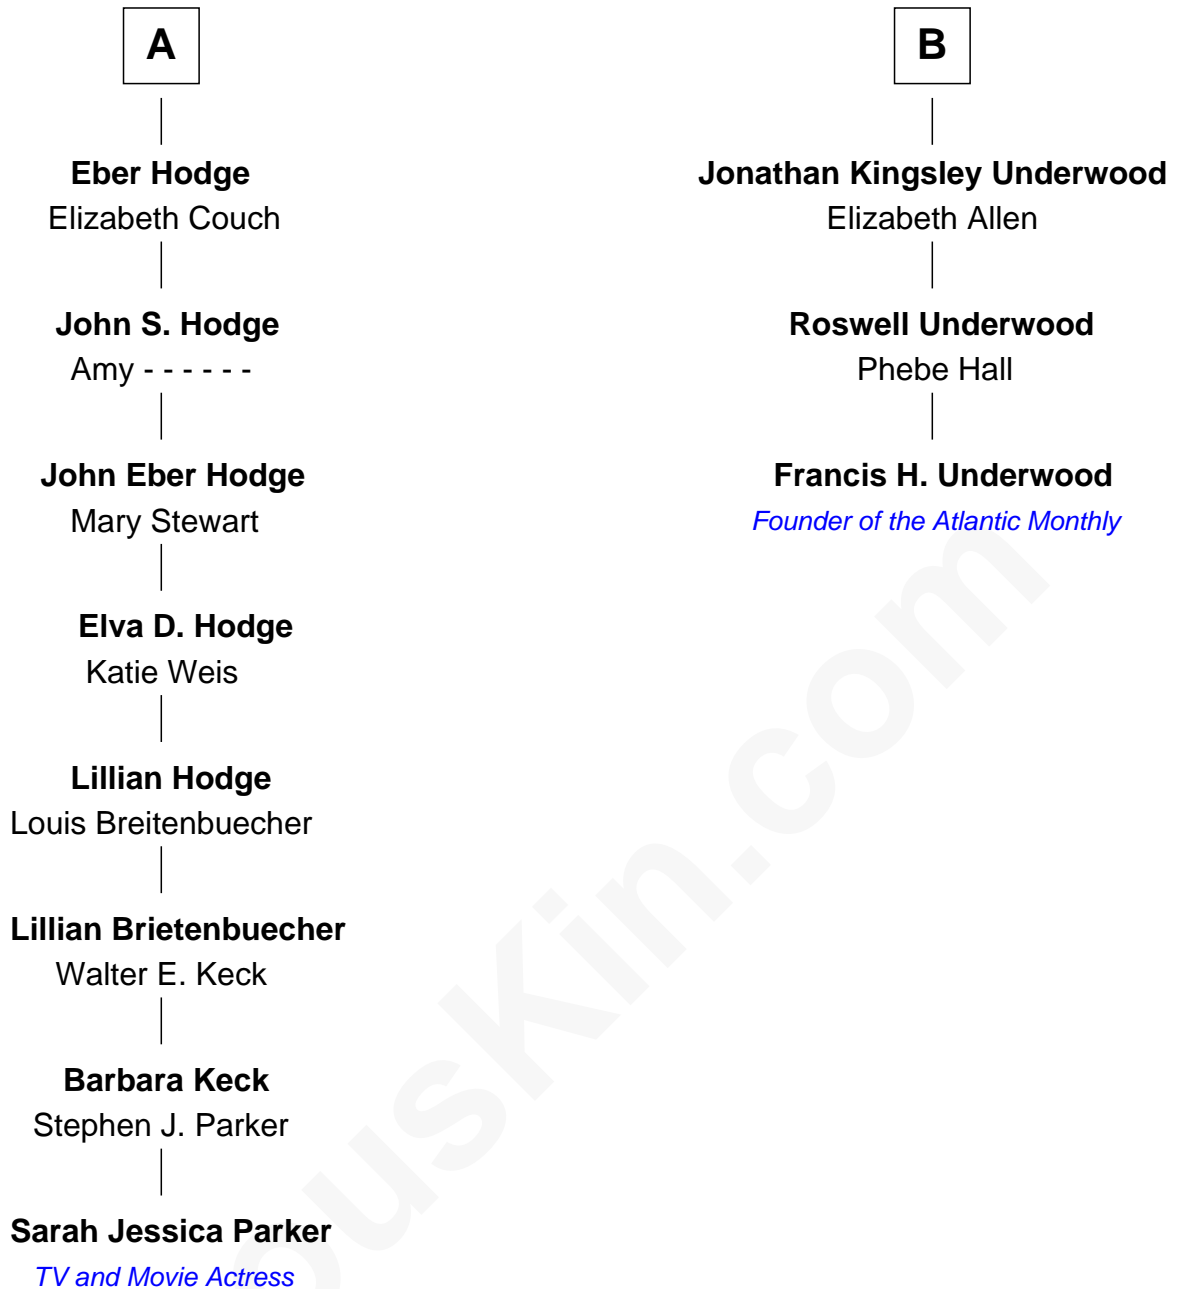 A
Eber Hodge
Elizabeth Couch
John S. Hodge
Amy - - - - - -
John Eber Hodge
Mary Stewart
Elva D. Hodge
Katie Weis
Lillian Hodge
Louis Breitenbuecher
Lillian Brietenbuecher
Walter E. Keck
Barbara Keck
Stephen J. Parker
Sarah Jessica Parker
TV and Movie Actress
B
Jonathan Kingsley Underwood
Elizabeth Allen
Roswell Underwood
Phebe Hall
Francis H. Underwood
Founder of the Atlantic Monthly
ousKin.com